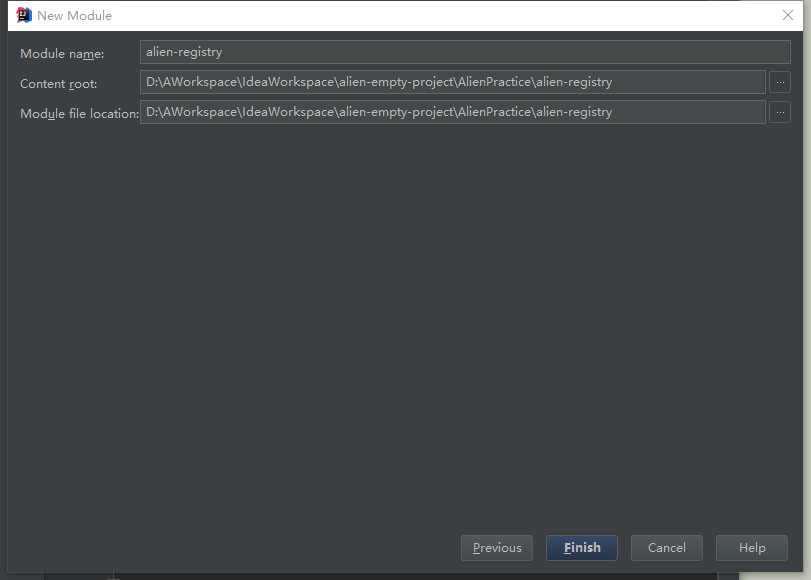 New Module
Module name: alien-registry
Content root: D:\AWorkspace\IdeaWorkspace\alien-empty-project\AlienPractice\alien-registry ...
Module file location: D:\AWorkspace\IdeaWorkspace\alien-empty-project\AlienPractice\alien-registry ...
Previous Finish Cancel Help